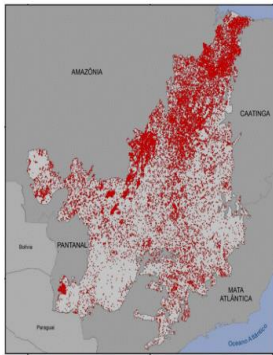 AMAZÔNIA
CAATINGA
Bolívia
PANTANAL
MATA
ATLÂNTICA
Paraguai
Oceano Atlântico